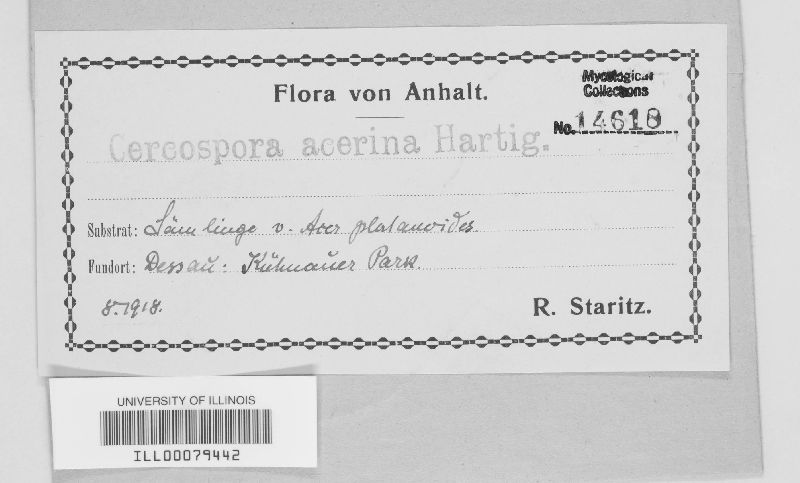 Flora von Anhalt.
Mycological
Collections
No. 14618
Cercospora acerina Hartig.
Substrat: Sämlinge v. Acer platanoides.
Fundort: Dessau: Kühnauer Park.
8.1918.
R. Staritz.
UNIVERSITY OF ILLINOIS
ILL00079442